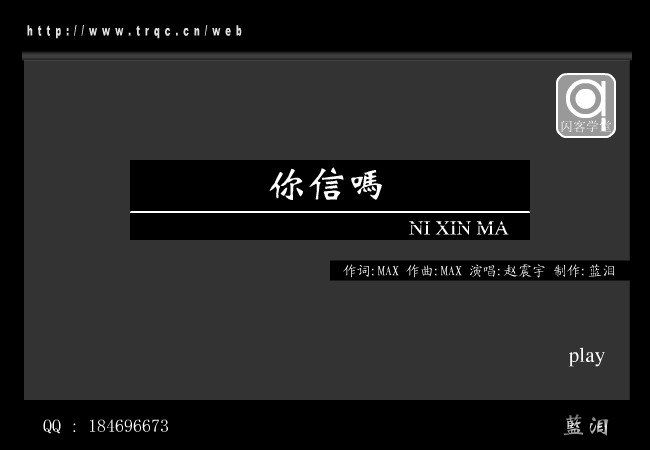 http://www.trqc.cn/web
闪客学堂
你信嗎
NI XIN MA
作词:MAX 作曲:MAX 演唱:赵震宇 制作:蓝泪
play
QQ : 184696673
藍泪